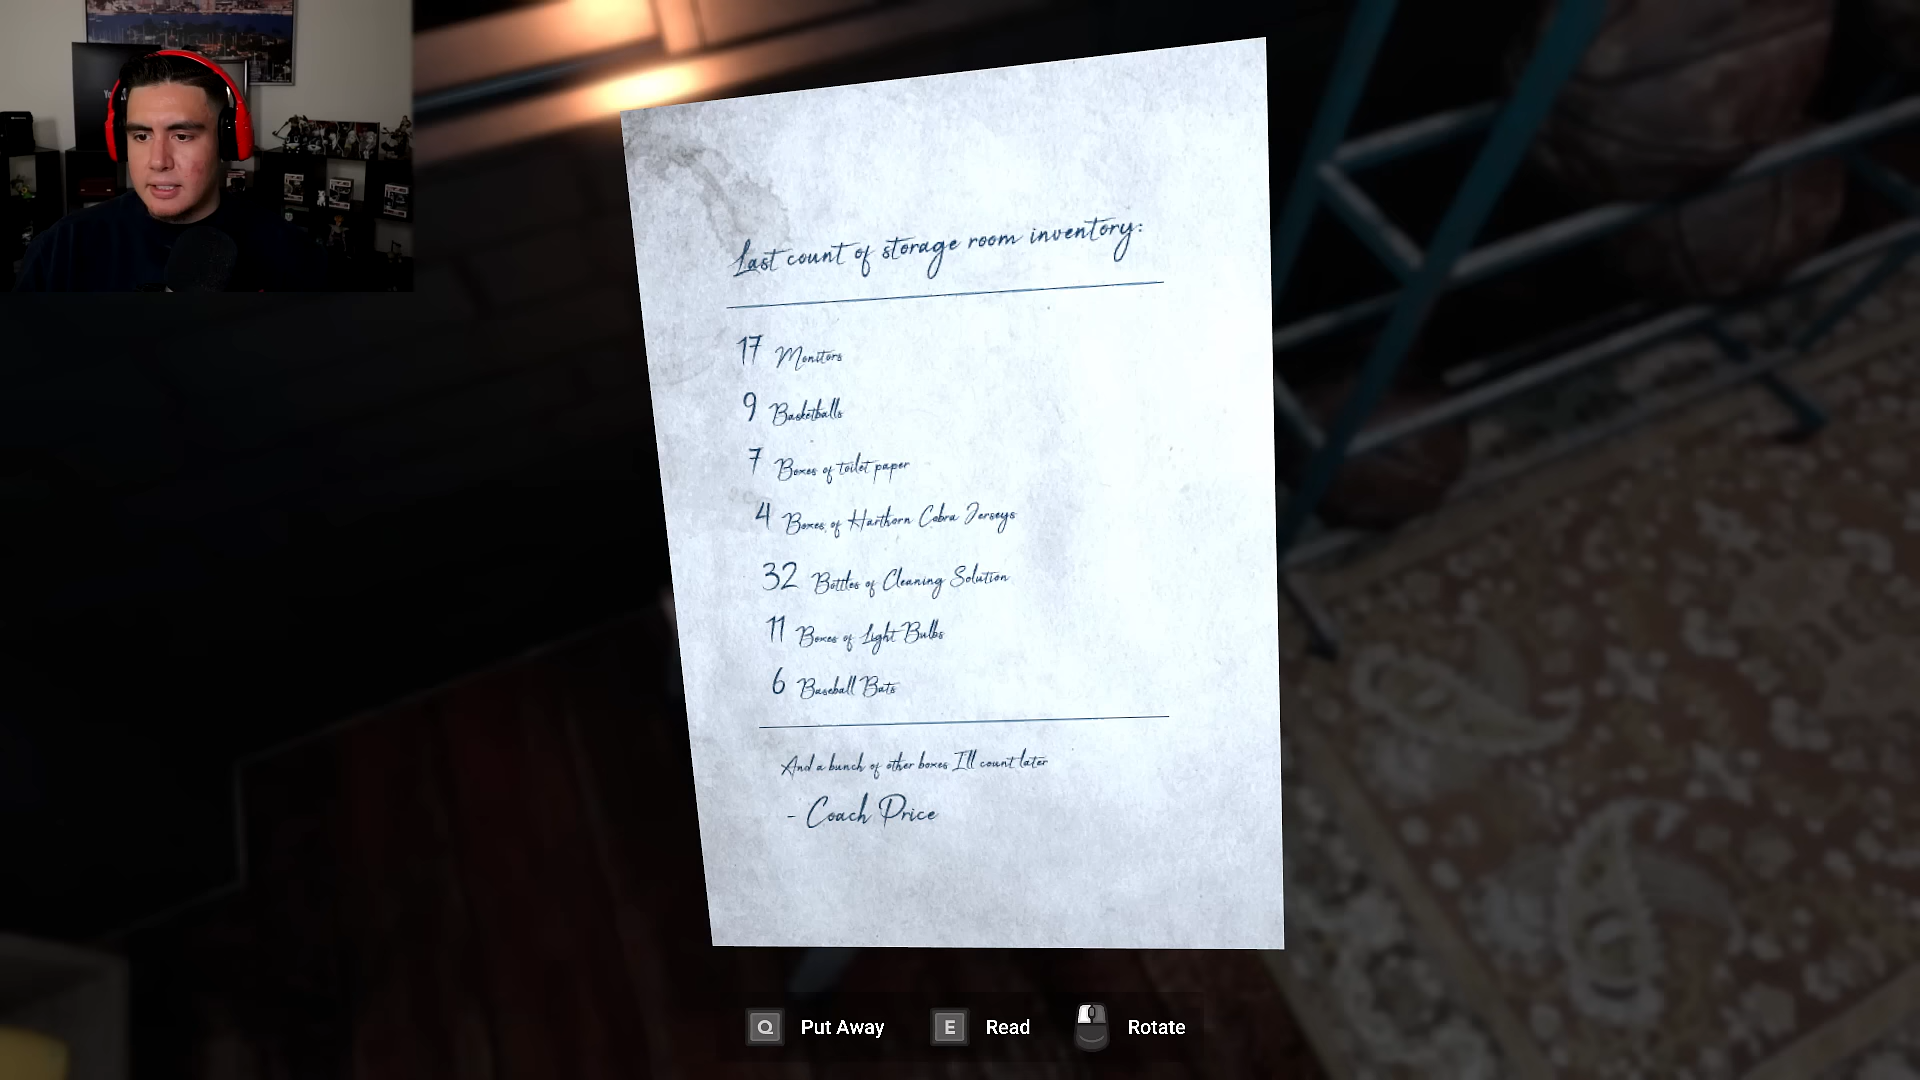 Last count of storage room inventory:
17 Monitors
9 Basketballs
7 Boxes of toilet paper
4 Boxes of Harthorn Cobra Jerseys
32 Bottles of Cleaning Solution
11 Boxes of Light Bulbs
6 Baseball Bats
And a bunch of other boxes I'll count later
- Coach Price
Q Put Away E Read Rotate